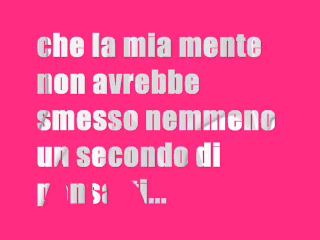 che la mia mente
non avrebbe
smesso nemmeno
un secondo di